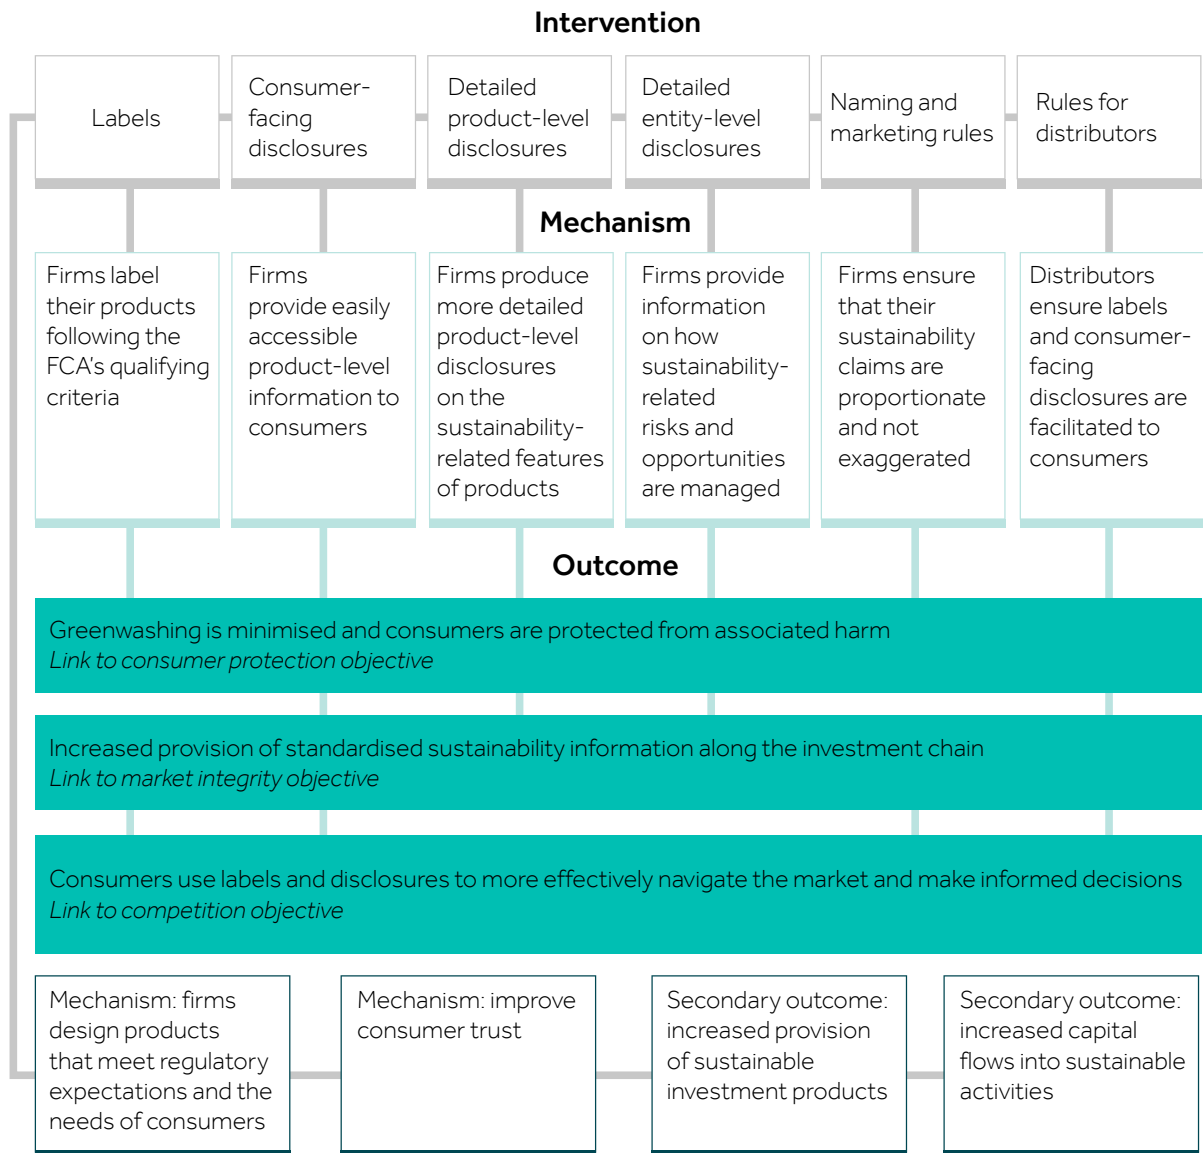 Intervention
Labels
Consumer-
facing
disclosures
Detailed
product-level
disclosures
Detailed
entity-level
disclosures
Naming and
marketing rules
Rules for
distributors
Mechanism
Firms label
their products
following the
FCA's qualifying
criteria
Firms
provide easily
accessible
product-level
information to
consumers
Firms produce
more detailed
product-level
disclosures
on the
sustainability-
related features
of products
Firms provide
information
on how
sustainability-
related
risks and
opportunities
are managed
Firms ensure
that their
sustainability
claims are
proportionate
and not
exaggerated
Distributors
ensure labels
and consumer-
facing
disclosures are
facilitated to
consumers
Outcome
Greenwashing is minimised and consumers are protected from associated harm
Link to consumer protection objective
Increased provision of standardised sustainability information along the investment chain
Link to market integrity objective
Consumers use labels and disclosures to more effectively navigate the market and make informed decisions
Link to competition objective
Mechanism: firms
design products
that meet regulatory
expectations and the
needs of consumers
Mechanism: improve
consumer trust
Secondary outcome:
increased provision
of sustainable
investment products
Secondary outcome:
increased capital
flows into sustainable
activities